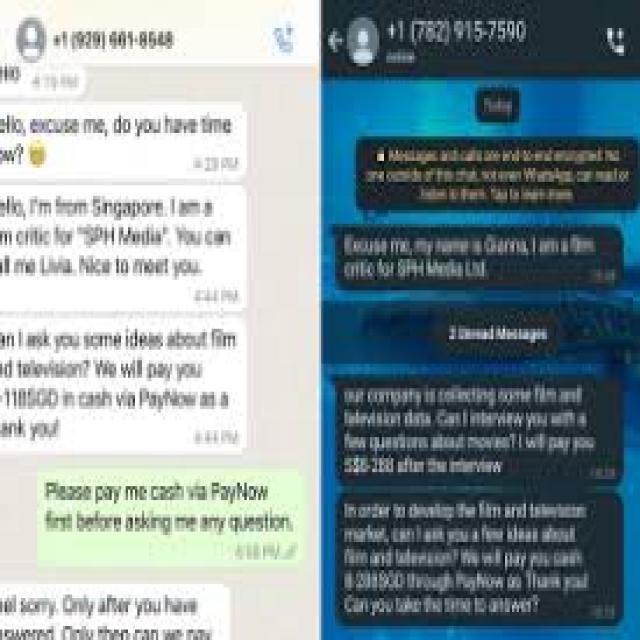 +1 (929) 681-8548
ello, excuse me, do you have time
ow?
4:23 PM
ello, I'm from Singapore. I am a
m critic for "SPH Media". You can
ll me Livia. Nice to meet you.
4:44 PM
an I ask you some ideas about film
nd television? We will pay you
-118SGD in cash via PayNow as a
ank you!
4:44 PM
Please pay me cash via PayNow
first before asking me any question.
el sorry. Only after you have
swered. Only then can we pay
+1 (782) 915-7590
online
Today
Messages and calls are end-to-end encrypted. No
one outside of this chat, not even WhatsApp, can read or
listen to them. Tap to learn more.
Excuse me, my name is Gianna, I am a film
critic for SPH Media Ltd
2 Unread Messages
our company is collecting some film and
television data. Can I interview you with a
few questions about movies? I will pay you
S$8-288 after the interview
In order to develop the film and television
market, can I ask you a few ideas about
film and television? We will pay you cash
8-288SGD through PayNow as Thank you!
Can you take the time to answer?